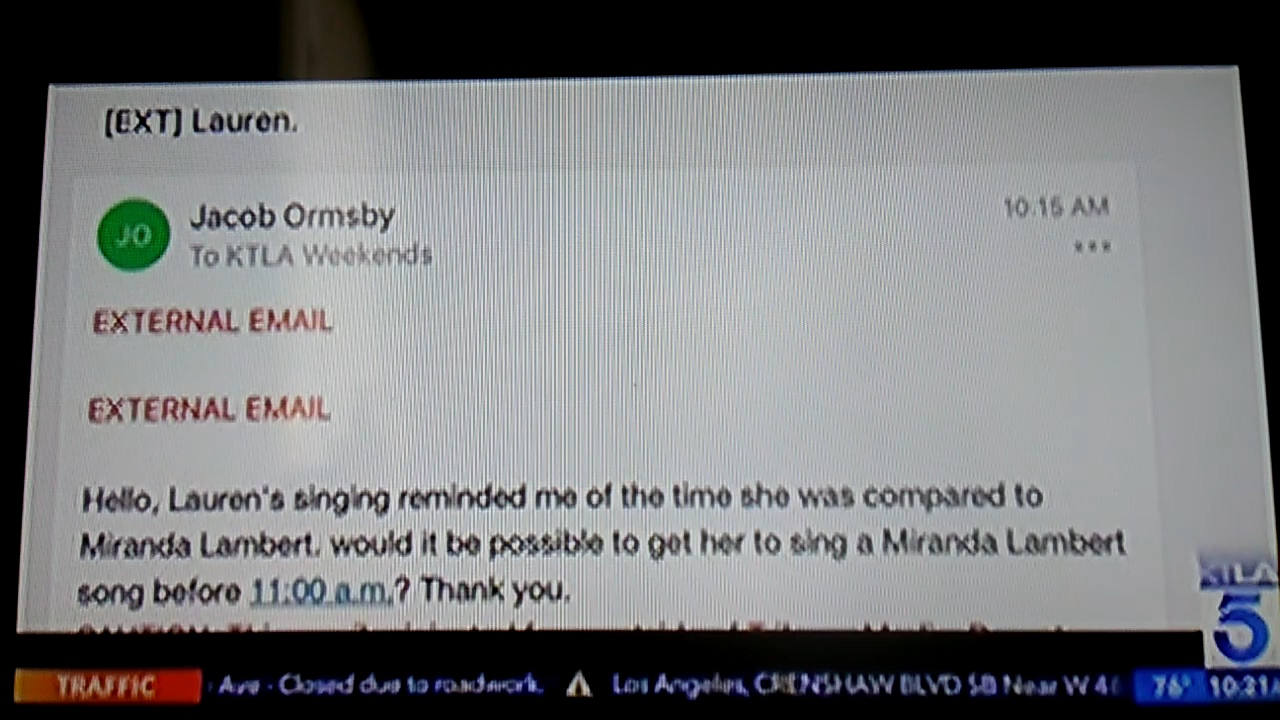 [EXT] Lauren.
JO
Jacob Ormsby
10:15 AM
To KTLA Weekends
EXTERNAL EMAIL
EXTERNAL EMAIL
Hello, Lauren's singing reminded me of the time she was compared to
Miranda Lambert. would it be possible to get her to sing a Miranda Lambert
song before 11:00 a.m.? Thank you.
KTLA
5
TRAFFIC
Ave - Closed due to roadwork.
Los Angeles, CRENSHAW BLVD SB Near W
76°
10:21